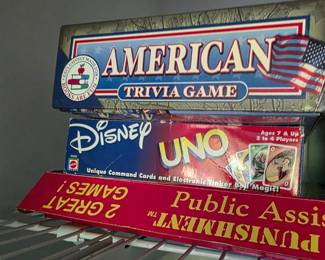 AMERICAN
TRIVIA GAME
Disney
UNO
Ages 7 & Up
2 to 4 Players
Unique Command Cards and Electronic Tinker Bell Magic!
2 GREAT
GAMES!
PUNISHMENT™
Public Assis